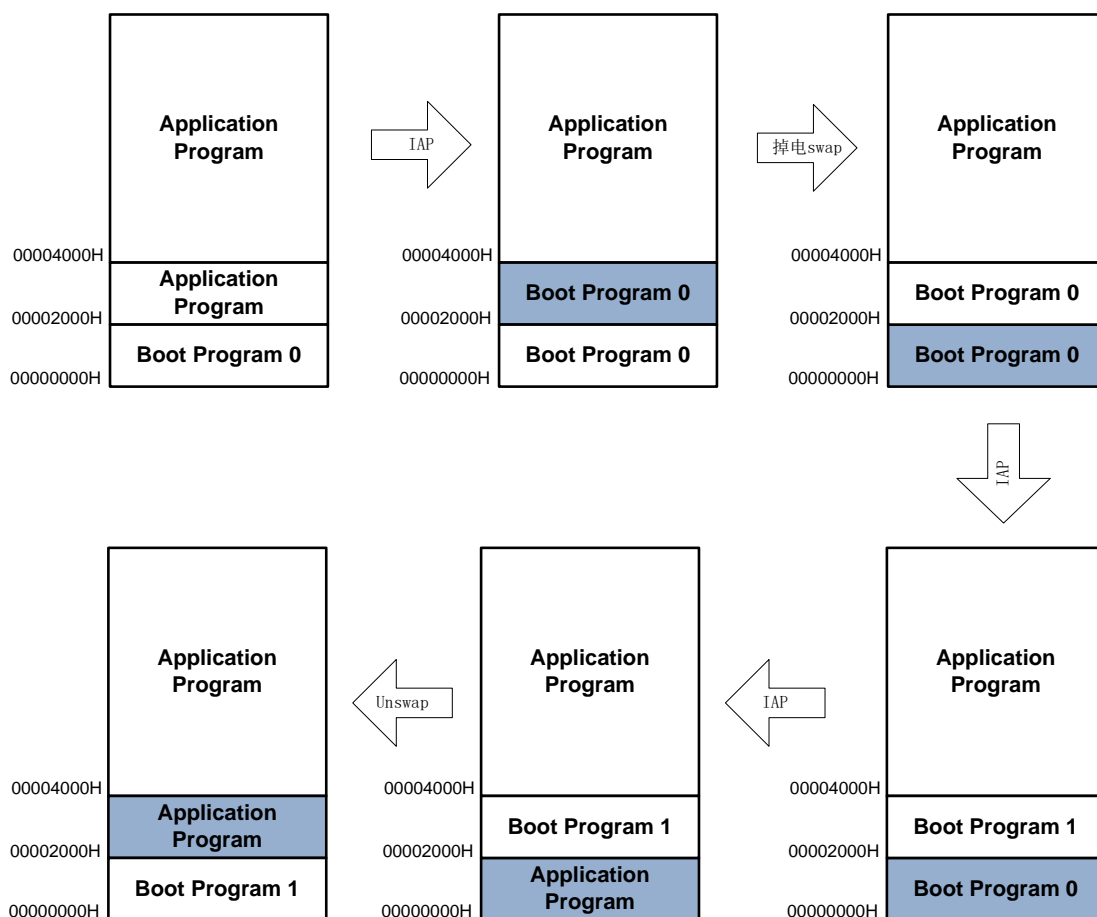 Application
Program
00004000H
Application
Program
00002000H
Boot Program 0
00000000H
IAP
Application
Program
00004000H
Boot Program 0
00002000H
Boot Program 0
00000000H
掉电swap
Application
Program
00004000H
Boot Program 0
00002000H
Boot Program 0
00000000H
IAP
Application
Program
00004000H
Boot Program 1
00002000H
Boot Program 0
00000000H
IAP
Application
Program
00004000H
Boot Program 1
00002000H
Application
Program
00000000H
Unswap
Application
Program
00004000H
Application
Program
00002000H
Boot Program 1
00000000H